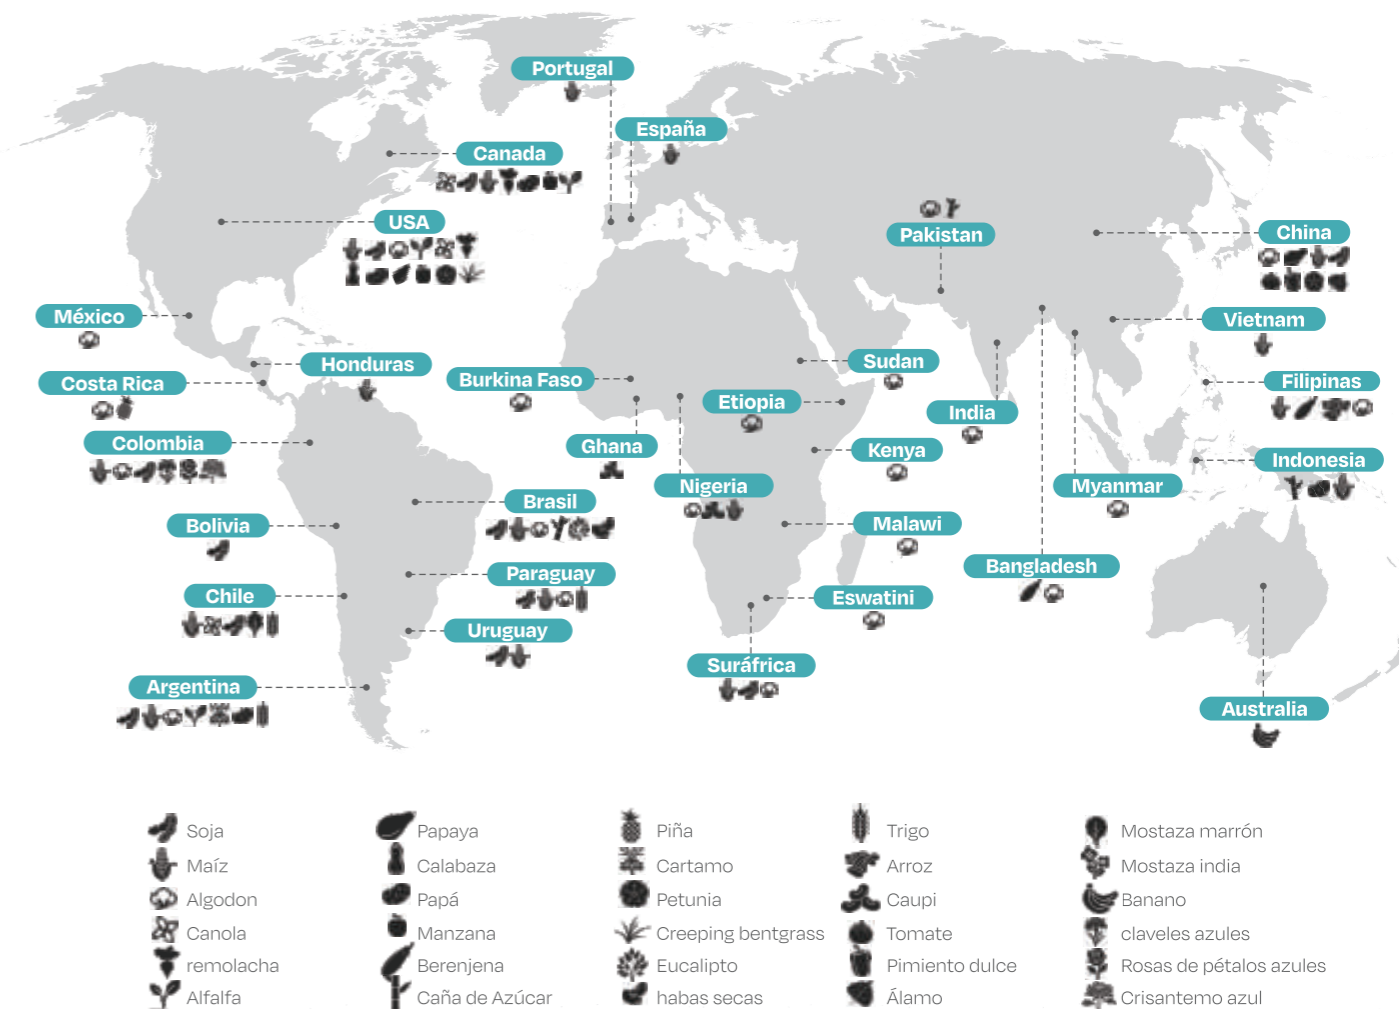 Portugal
España
Canada
USA
Pakistan
China
México
Vietnam
Honduras
Costa Rica
Burkina Faso
Sudan
Filipinas
Etiopia
India
Colombia
Ghana
Kenya
Indonesia
Nigeria
Myanmar
Brasil
Bolivia
Malawi
Bangladesh
Paraguay
Chile
Eswatini
Uruguay
Suráfrica
Argentina
Australia
Soja
Papaya
Piña
Trigo
Mostaza marrón
Maíz
Calabaza
Cartamo
Arroz
Mostaza india
Algodon
Papá
Petunia
Caupi
Banano
Canola
Manzana
Creeping bentgrass
Tomate
claveles azules
remolacha
Berenjena
Eucalipto
Pimiento dulce
Rosas de pétalos azules
Alfalfa
Caña de Azúcar
habas secas
Álamo
Crisantemo azul